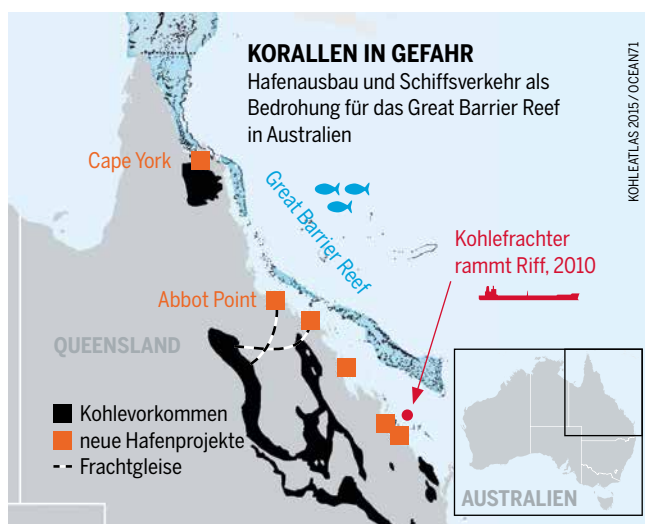 KORALLEN IN GEFAHR
Hafenausbau und Schiffsverkehr als
Bedrohung für das Great Barrier Reef
in Australien
KOHLEATLAS 2015 / OCEAN71
Cape York
Great Barrier Reef
Kohlefrachter
rammt Riff, 2010
Abbot Point
QUEENSLAND
Kohlevorkommen
neue Hafenprojekte
Frachtgleise
AUSTRALIEN